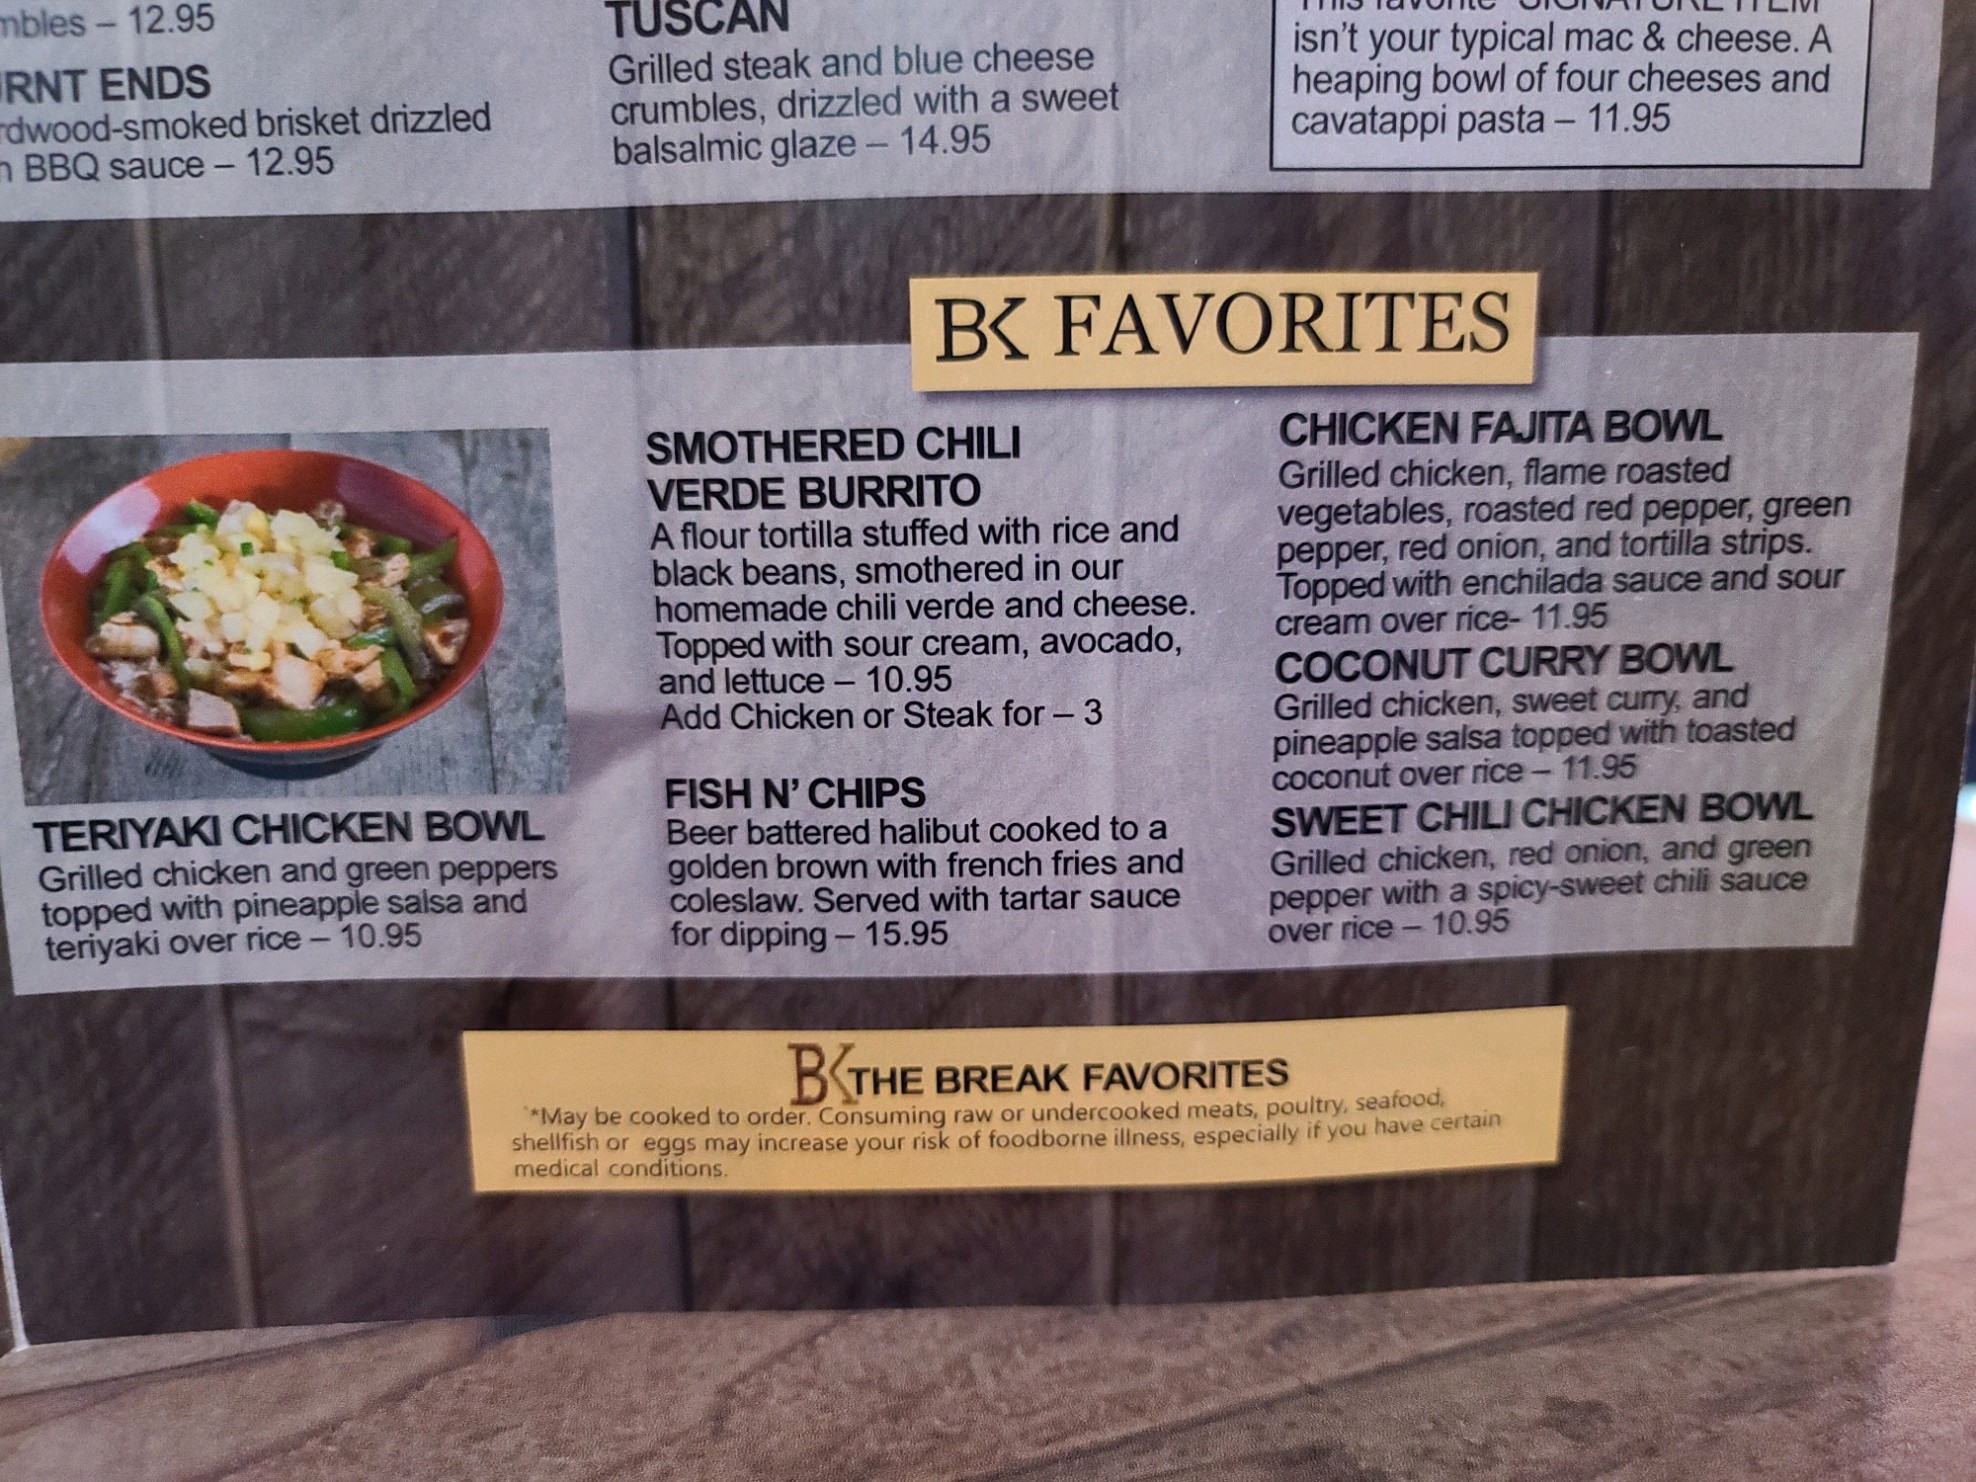 12.95
ENDS
brisket drizzled
BBQ sauce – 12.95
TUSCAN
Grilled steak and blue cheese
crumbles, drizzled with a sweet
balsalmic glaze – 14.95
This favorite "SIGNATURE ITEM"
isn't your typical mac & cheese. A
heaping bowl of four cheeses and
cavatappi pasta – 11.95
BK FAVORITES
TERIYAKI CHICKEN BOWL
Grilled chicken and green peppers
topped with pineapple salsa and
teriyaki over rice – 10.95
SMOTHERED CHILI
VERDE BURRITO
A flour tortilla stuffed with rice and
black beans, smothered in our
homemade chili verde and cheese.
Topped with sour cream, avocado,
and lettuce – 10.95
Add Chicken or Steak for – 3
FISH N' CHIPS
Beer battered halibut cooked to a
golden brown with french fries and
coleslaw. Served with tartar sauce
for dipping – 15.95
CHICKEN FAJITA BOWL
Grilled chicken, flame roasted
vegetables, roasted red pepper, green
pepper, red onion, and tortilla strips.
Topped with enchilada sauce and sour
cream over rice- 11.95
COCONUT CURRY BOWL
Grilled chicken, sweet curry, and
pineapple salsa topped with toasted
coconut over rice – 11.95
SWEET CHILI CHICKEN BOWL
Grilled chicken, red onion, and green
pepper with a spicy-sweet chili sauce
over rice – 10.95
BK THE BREAK FAVORITES
*May be cooked to order. Consuming raw or undercooked meats, poultry, seafood,
shellfish or eggs may increase your risk of foodborne illness, especially if you have certain
medical conditions.